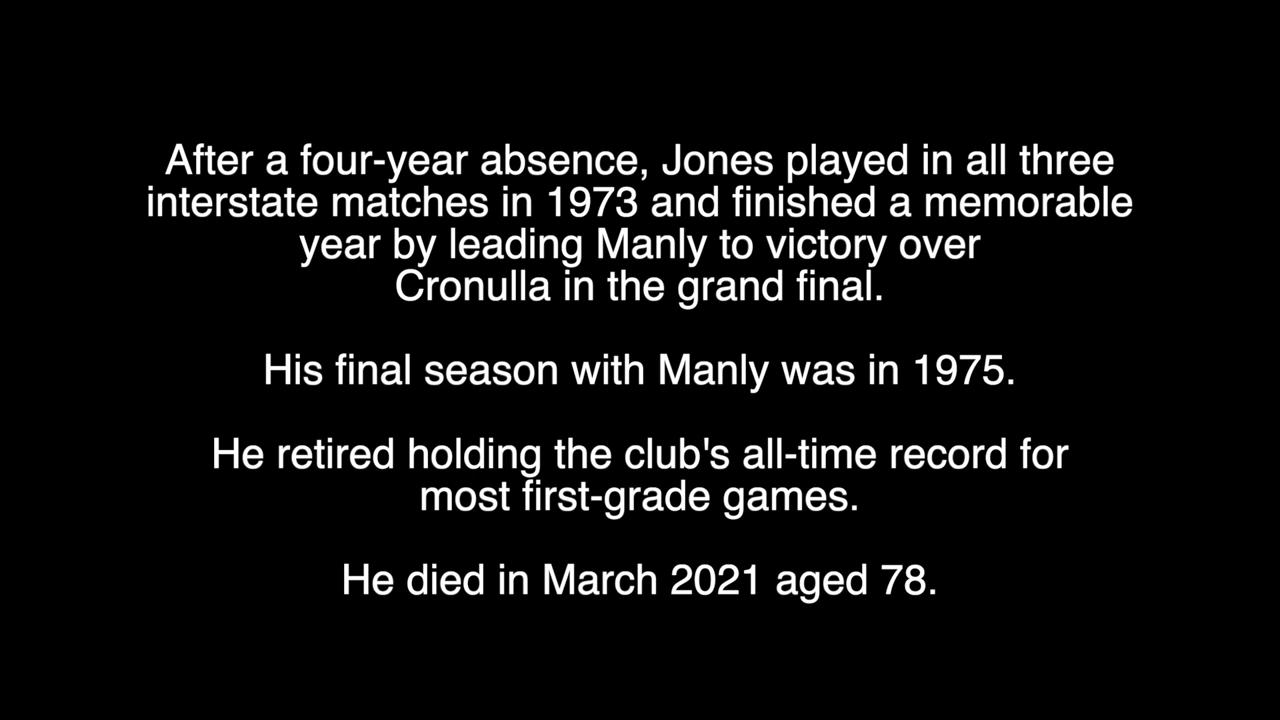 After a four-year absence, Jones played in all three
interstate matches in 1973 and finished a memorable
year by leading Manly to victory over
Cronulla in the grand final.
His final season with Manly was in 1975.
He retired holding the club's all-time record for
most first-grade games.
He died in March 2021 aged 78.